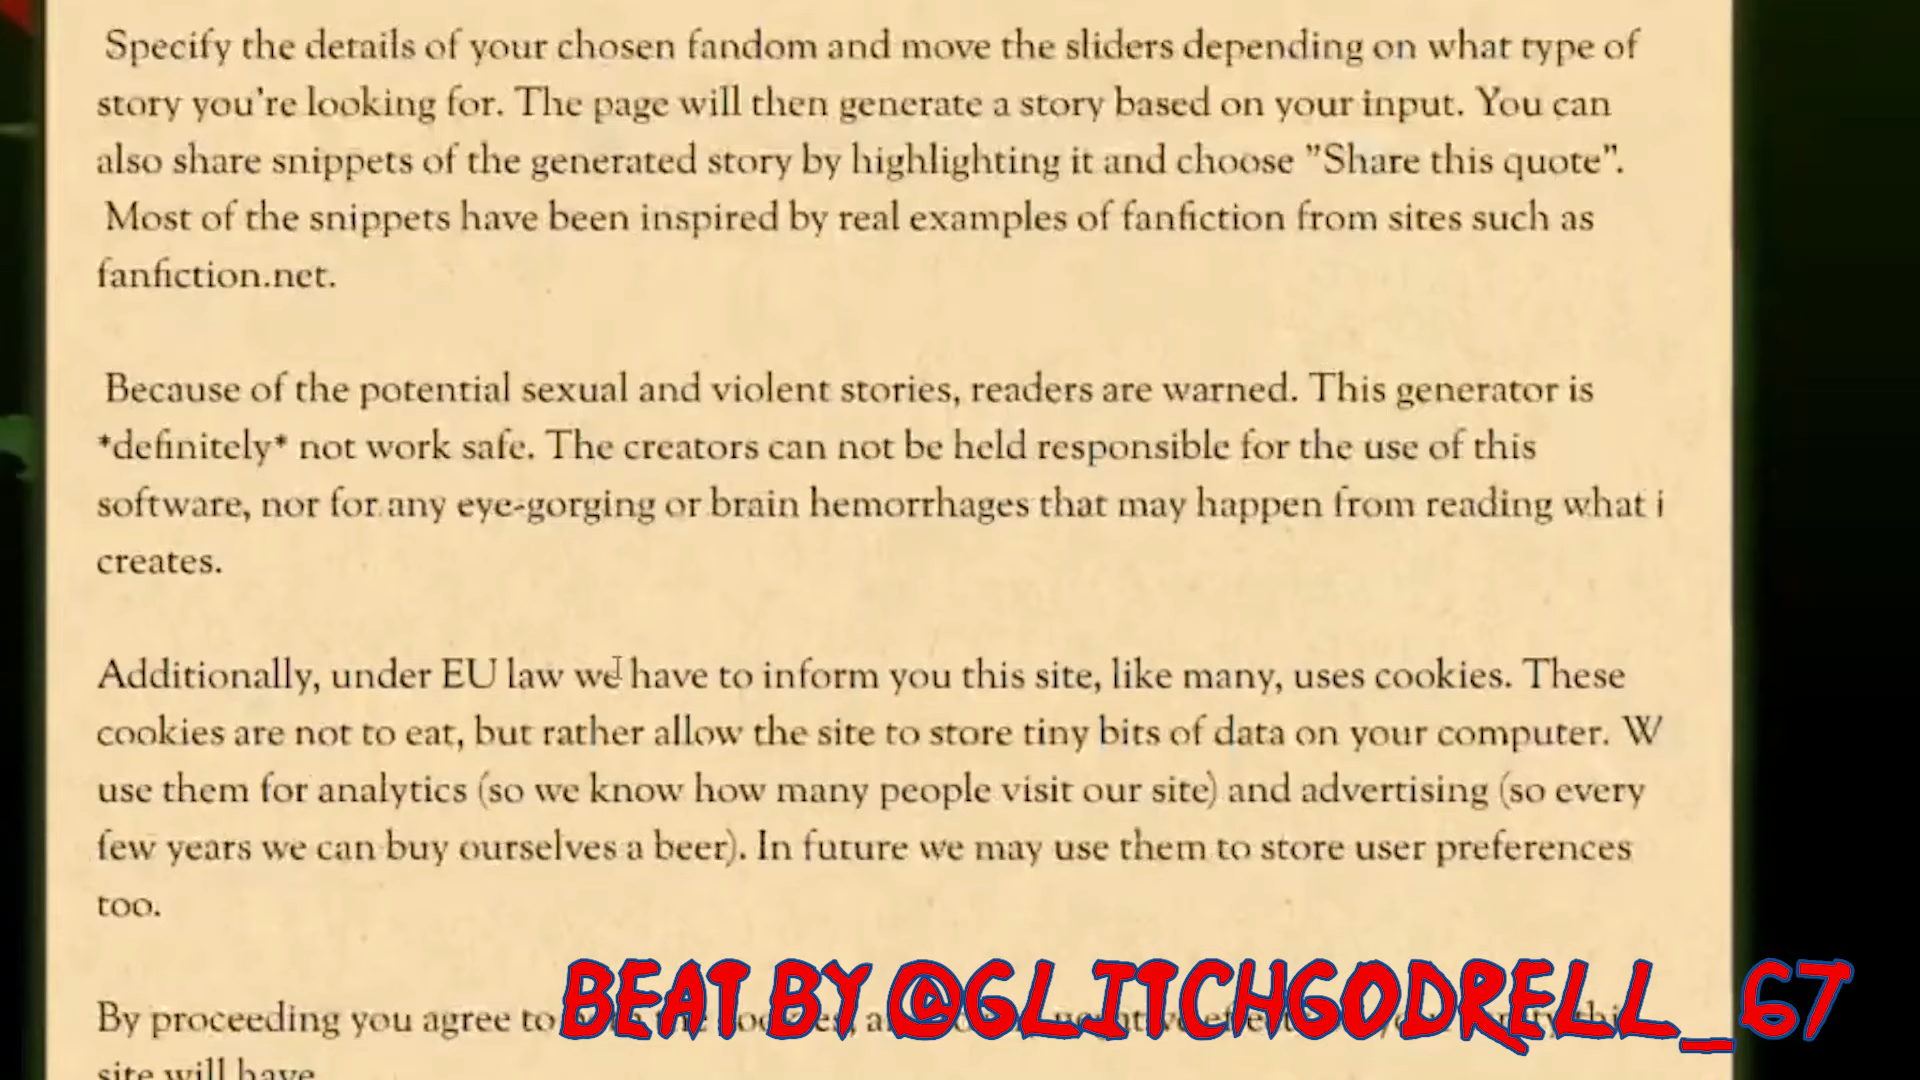 Specify the details of your chosen fandom and move the sliders depending on what type of
story you're looking for. The page will then generate a story based on your input. You can
also share snippets of the generated story by highlighting it and choose "Share this quote".
Most of the snippets have been inspired by real examples of fanfiction from sites such as
fanfiction.net.
Because of the potential sexual and violent stories, readers are warned. This generator is
*definitely* not work safe. The creators can not be held responsible for the use of this
software, nor for any eye-gorging or brain hemorrhages that may happen from reading what i
creates.
Additionally, under EU law we have to inform you this site, like many, uses cookies. These
cookies are not to eat, but rather allow the site to store tiny bits of data on your computer. W
use them for analytics (so we know how many people visit our site) and advertising (so every
few years we can buy ourselves a beer). In future we may use them to store user preferences
too.
By proceeding you agree to
site will have
BEAT BY @GLITCHGODRELL_67